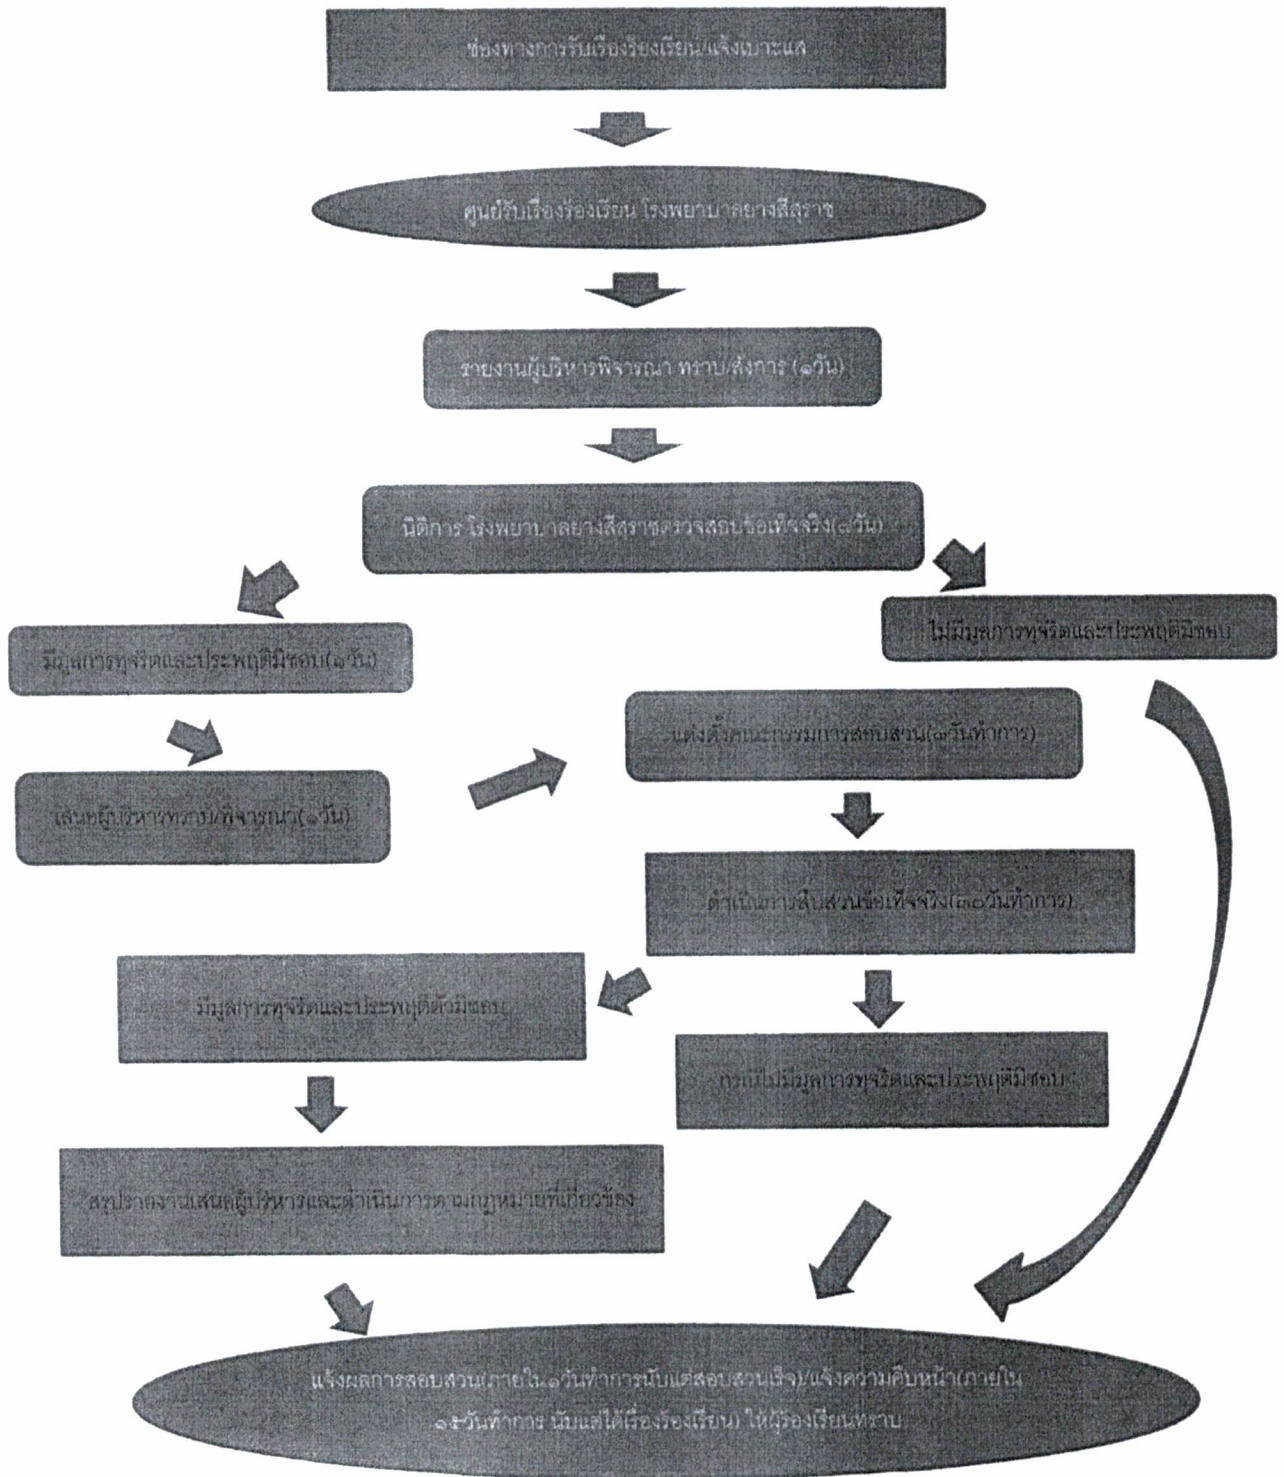 ช่องทางการรับเรื่องร้องเรียน/แจ้งเบาะแส
ศูนย์รับเรื่องร้องเรียน โรงพยาบาลยางสีสุราช
รายงานผู้บริหารพิจารณา ทราบ/สั่งการ (๑วัน)
นิติการ โรงพยาบาลยางสีสุราชตรวจสอบข้อเท็จจริง
ไม่มีมูลการทุจริตและประพฤติมิชอบ
มีมูลการทุจริตและประพฤติมิชอบ(๑วัน)
แต่งตั้งคณะกรรมการสอบสวน(๓วันทำการ)
เสนอผู้บริหารทราบ/พิจารณา(๑วัน)
ดำเนินการสืบสวนข้อเท็จจริง(๓๐วันทำการ)
มีมูลการทุจริตและประพฤติตัวมิชอบ
กรณีไม่มีมูลการทุจริตและประพฤติมิชอบ
สรุปรายงานเสนอผู้บริหารและดำเนินการตามกฎหมายที่เกี่ยวข้อง
แจ้งผลการสอบสวน(ภายใน ๑วันทำการนับแต่สอบสวนเร็จ)/แจ้งความคืบหน้า(ภายใน
๑๕วันทำการ นับแต่ได้เรื่องร้องเรียน) ให้ผู้ร้องเรียนทราบ